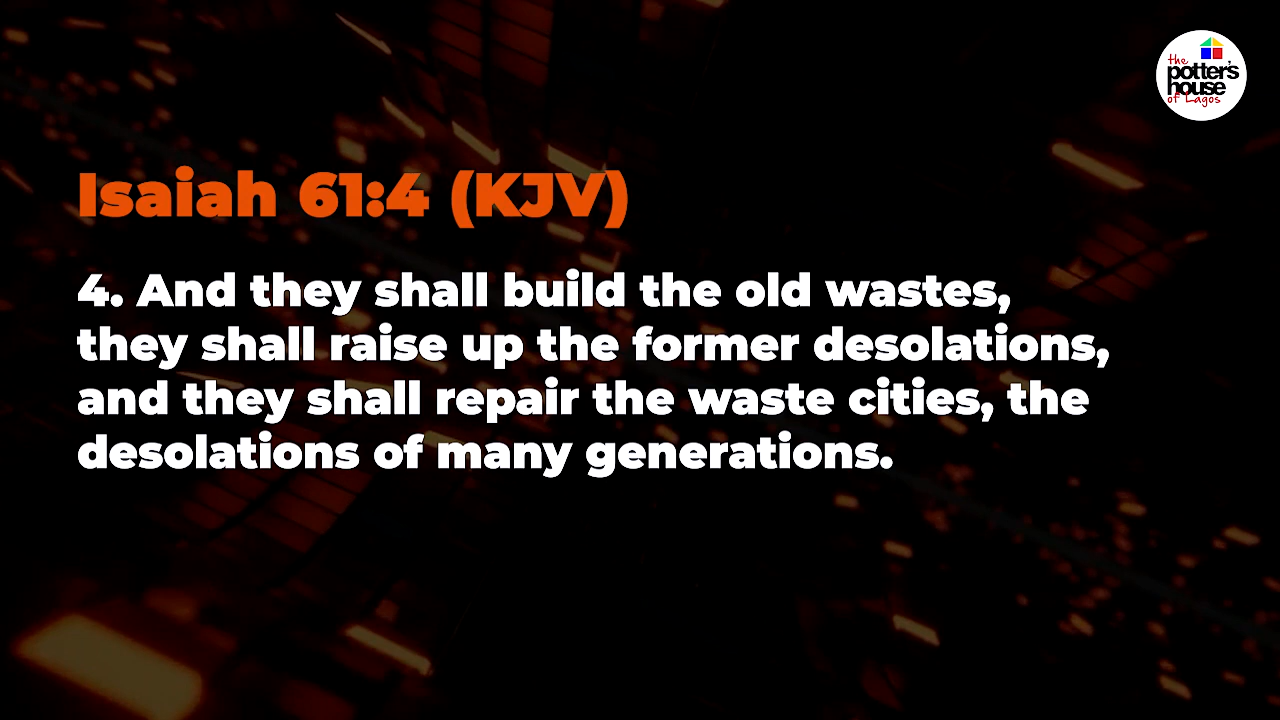 the
potter's
house
of Lagos
Isaiah 61:4 (KJV)
4. And they shall build the old wastes,
they shall raise up the former desolations,
and they shall repair the waste cities, the
desolations of many generations.